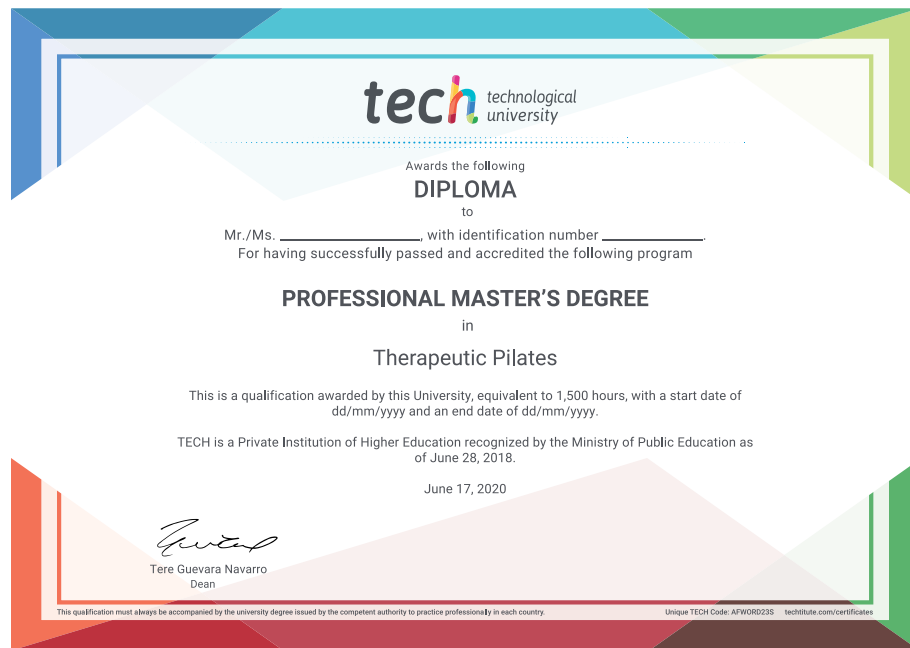 tech technological
university
Awards the following
DIPLOMA
to
Mr./Ms. ____________________, with identification number ______________.
For having successfully passed and accredited the following program
PROFESSIONAL MASTER'S DEGREE
in
Therapeutic Pilates
This is a qualification awarded by this University, equivalent to 1,500 hours, with a start date of
dd/mm/yyyy and an end date of dd/mm/yyyy.
TECH is a Private Institution of Higher Education recognized by the Ministry of Public Education as
of June 28, 2018.
June 17, 2020
Tere Guevara Navarro
Dean
This qualification must always be accompanied by the university degree issued by the competent authority to practice professionally in each country. Unique TECH Code: AFWORD23S techtitute.com/certificates